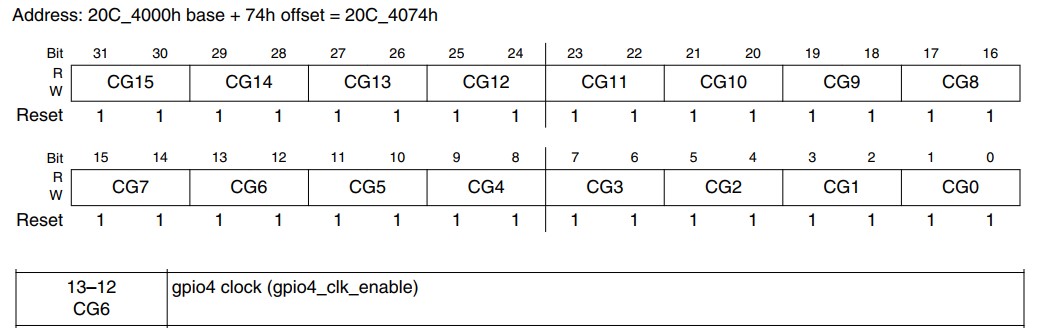 Address: 20C_4000h base + 74h offset = 20C_4074h
Bit 31 30 29 28 27 26 25 24 23 22 21 20 19 18 17 16
R
W
CG15 CG14 CG13 CG12 CG11 CG10 CG9 CG8
Reset 1 1 1 1 1 1 1 1 1 1 1 1 1 1 1 1
Bit 15 14 13 12 11 10 9 8 7 6 5 4 3 2 1 0
R
W
CG7 CG6 CG5 CG4 CG3 CG2 CG1 CG0
Reset 1 1 1 1 1 1 1 1 1 1 1 1 1 1 1 1
13–12 gpio4 clock (gpio4_clk_enable)
CG6